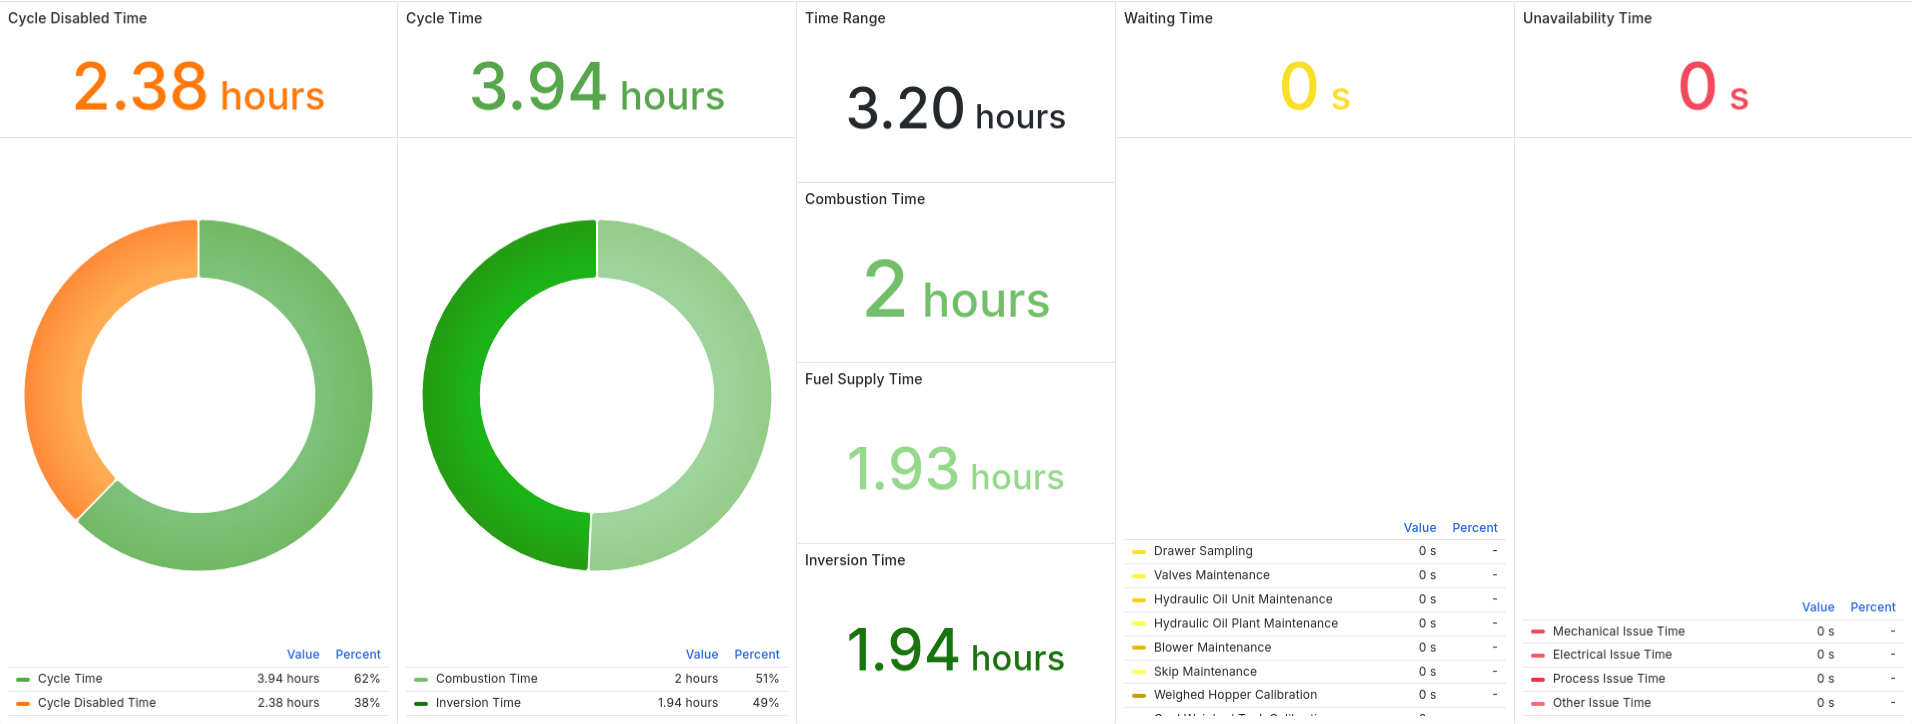 Cycle Disabled Time
2.38 hours
Value Percent
Cycle Time 3.94 hours 62%
Cycle Disabled Time 2.38 hours 38%
Cycle Time
3.94 hours
Value Percent
Combustion Time 2 hours 51%
Inversion Time 1.94 hours 49%
Time Range
3.20 hours
Combustion Time
2 hours
Fuel Supply Time
1.93 hours
Inversion Time
1.94 hours
Waiting Time
0 s
Value Percent
Drawer Sampling 0 s -
Valves Maintenance 0 s -
Hydraulic Oil Unit Maintenance 0 s -
Hydraulic Oil Plant Maintenance 0 s -
Blower Maintenance 0 s -
Skip Maintenance 0 s -
Weighed Hopper Calibration 0 s -
Unavailability Time
0 s
Value Percent
Mechanical Issue Time 0 s -
Electrical Issue Time 0 s -
Process Issue Time 0 s -
Other Issue Time 0 s -